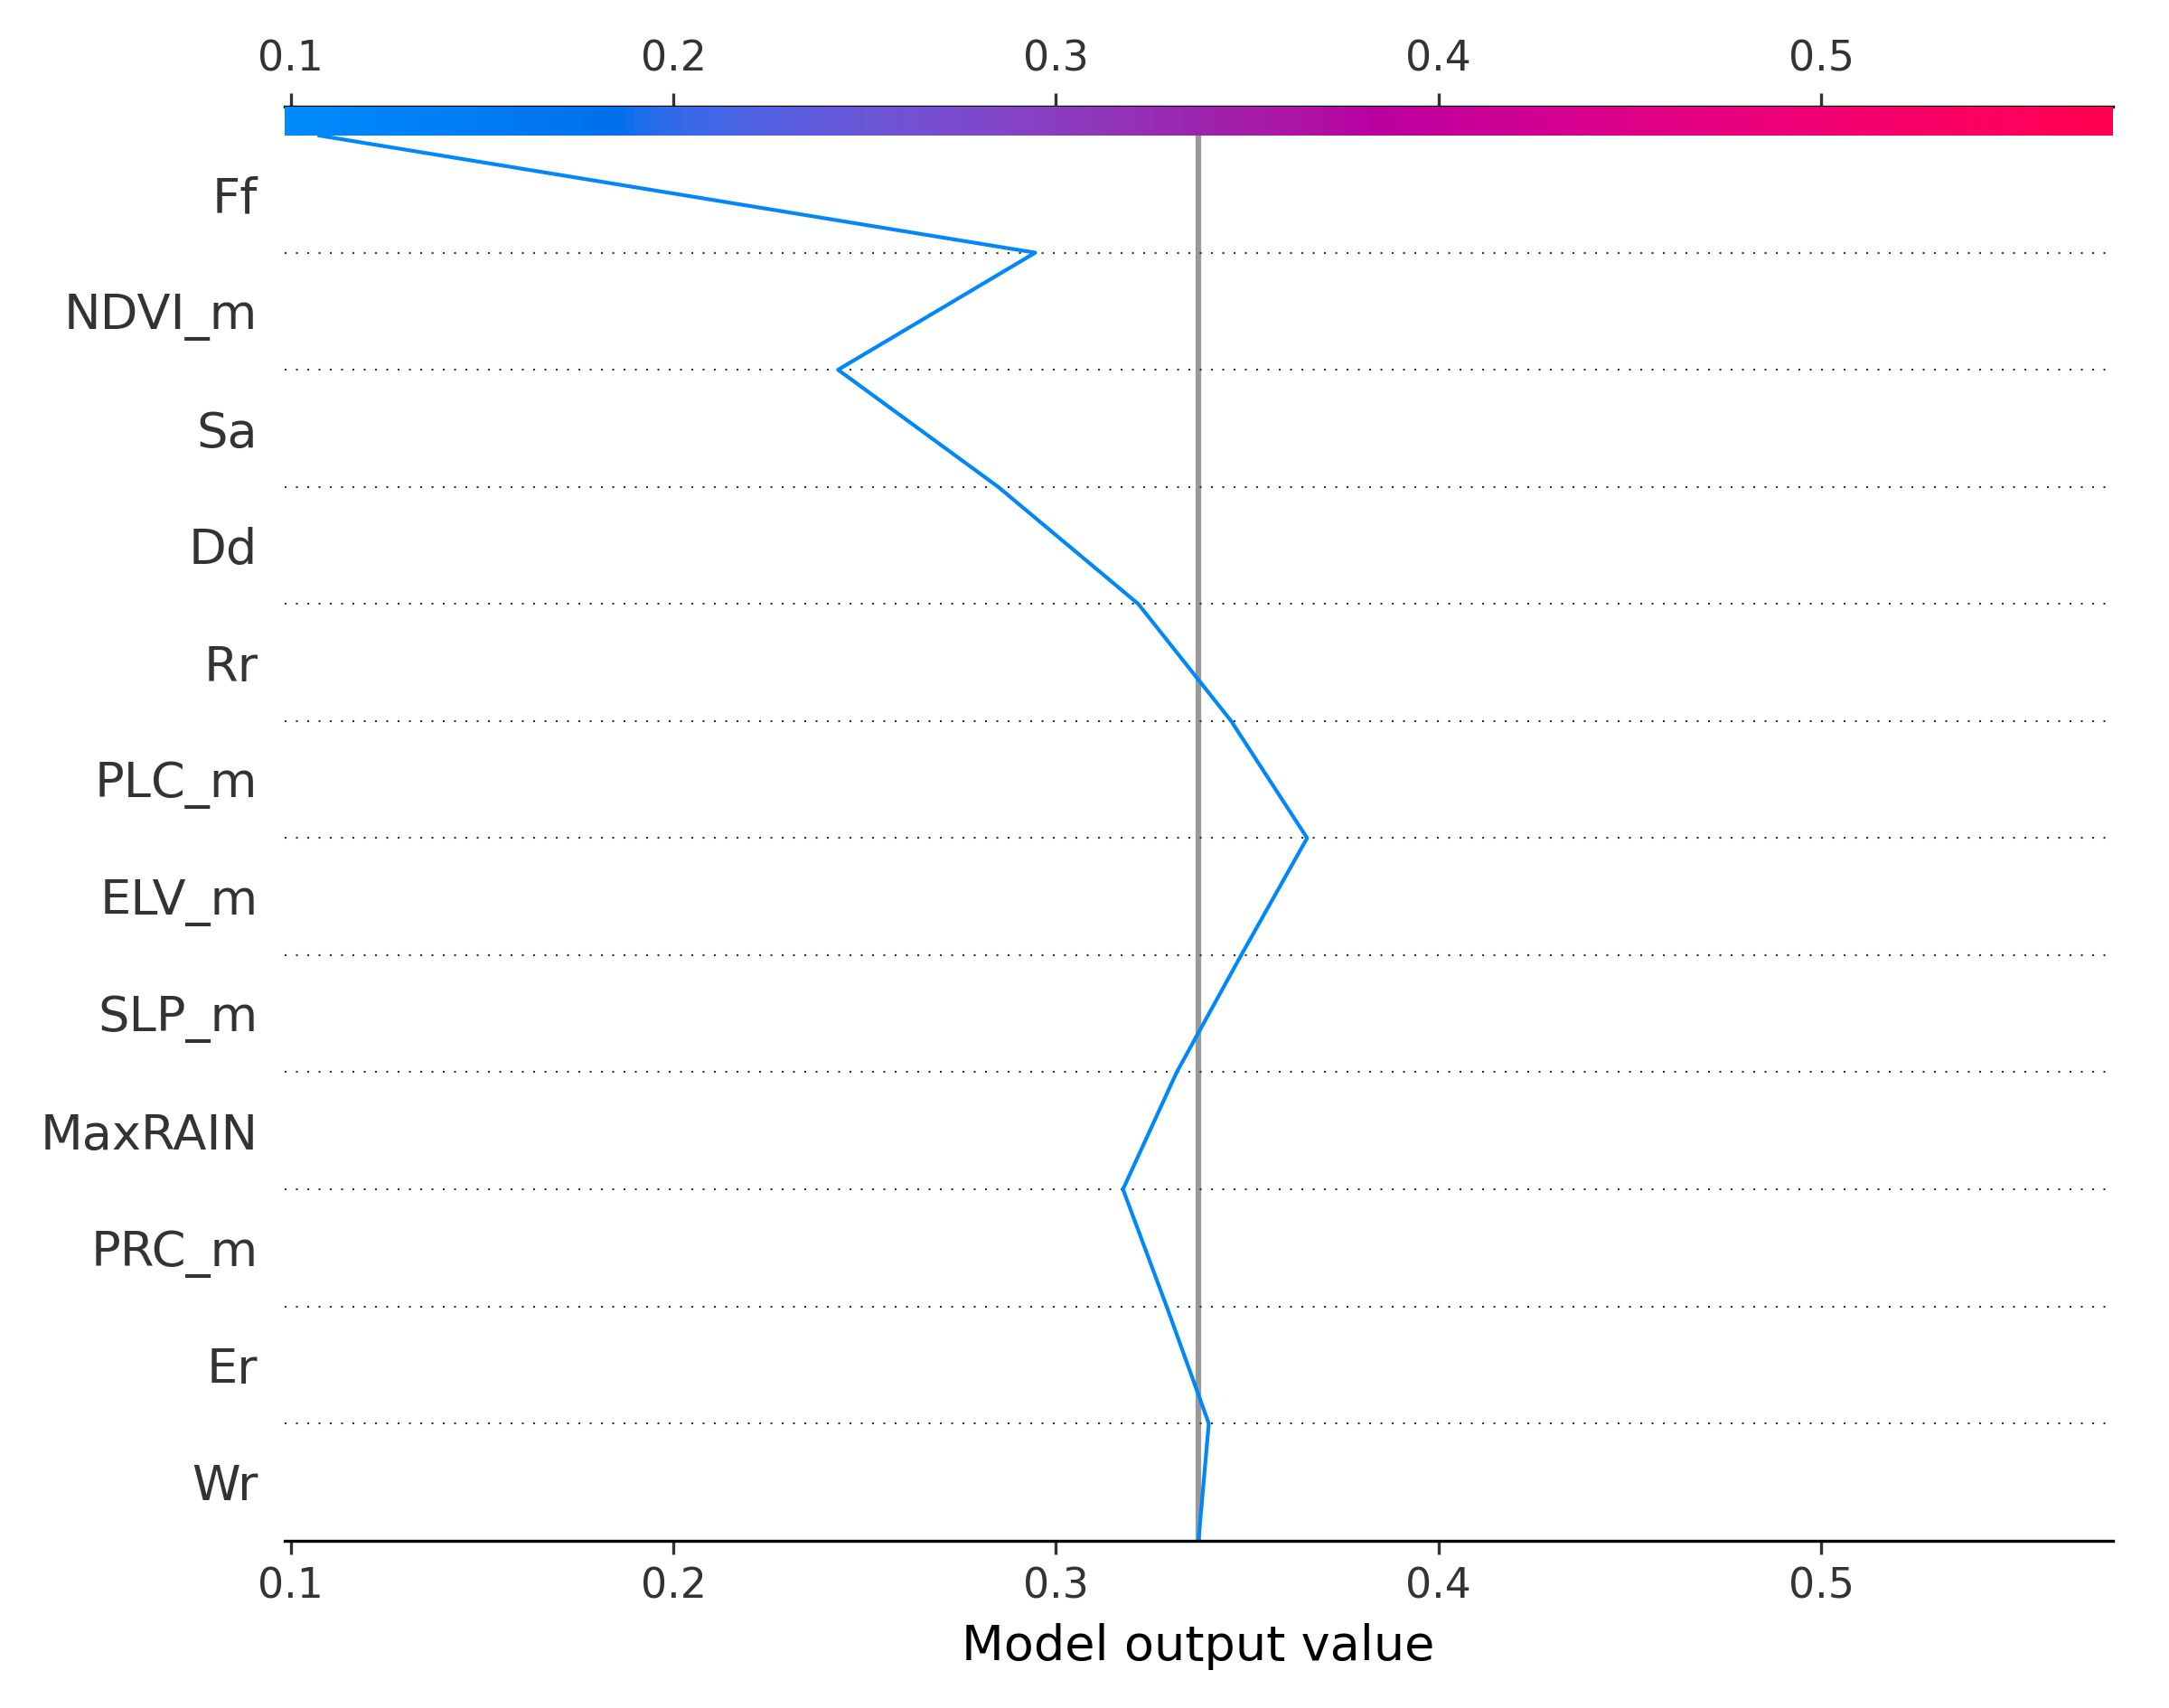 0.1 0.2 0.3 0.4 0.5
Ff
NDVI_m
Sa
Dd
Rr
PLC_m
ELV_m
SLP_m
MaxRAIN
PRC_m
Er
Wr
0.1 0.2 0.3 0.4 0.5
Model output value